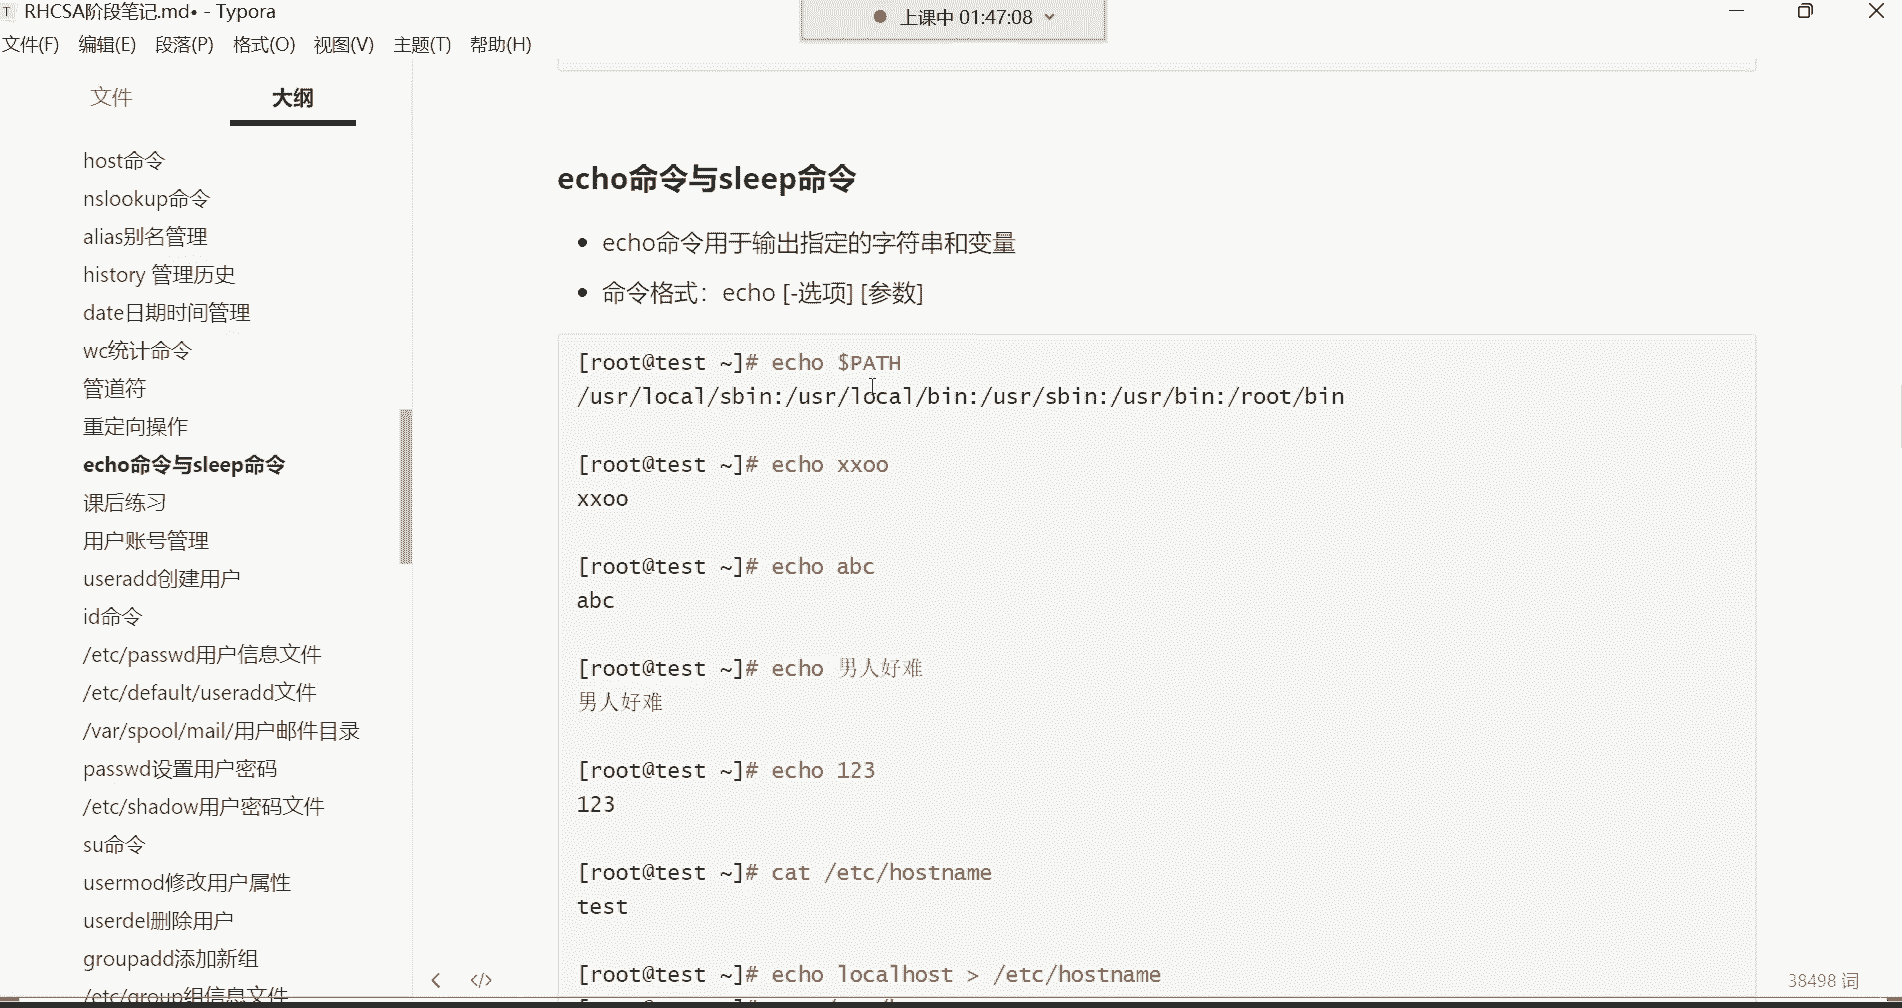 RHCSA阶段笔记.md• - Typora
上课中 01:47:08
文件(F) 编辑(E) 段落(P) 格式(O) 视图(V) 主题(T) 帮助(H)
文件 大纲
host命令
nslookup命令
alias别名管理
history 管理历史
date日期时间管理
wc统计命令
管道符
重定向操作
echo命令与sleep命令
课后练习
用户账号管理
useradd创建用户
id命令
/etc/passwd用户信息文件
/etc/default/useradd文件
/var/spool/mail/用户邮件目录
passwd设置用户密码
/etc/shadow用户密码文件
su命令
usermod修改用户属性
userdel删除用户
groupadd添加新组
/etc/group组信息文件
echo命令与sleep命令
• echo命令用于输出指定的字符串和变量
• 命令格式：echo [-选项] [参数]
[root@test ~]# echo $PATH
/usr/local/sbin:/usr/local/bin:/usr/sbin:/usr/bin:/root/bin
[root@test ~]# echo xxoo
xxoo
[root@test ~]# echo abc
abc
[root@test ~]# echo 男人好难
男人好难
[root@test ~]# echo 123
123
[root@test ~]# cat /etc/hostname
test
[root@test ~]# echo localhost > /etc/hostname
38498 词